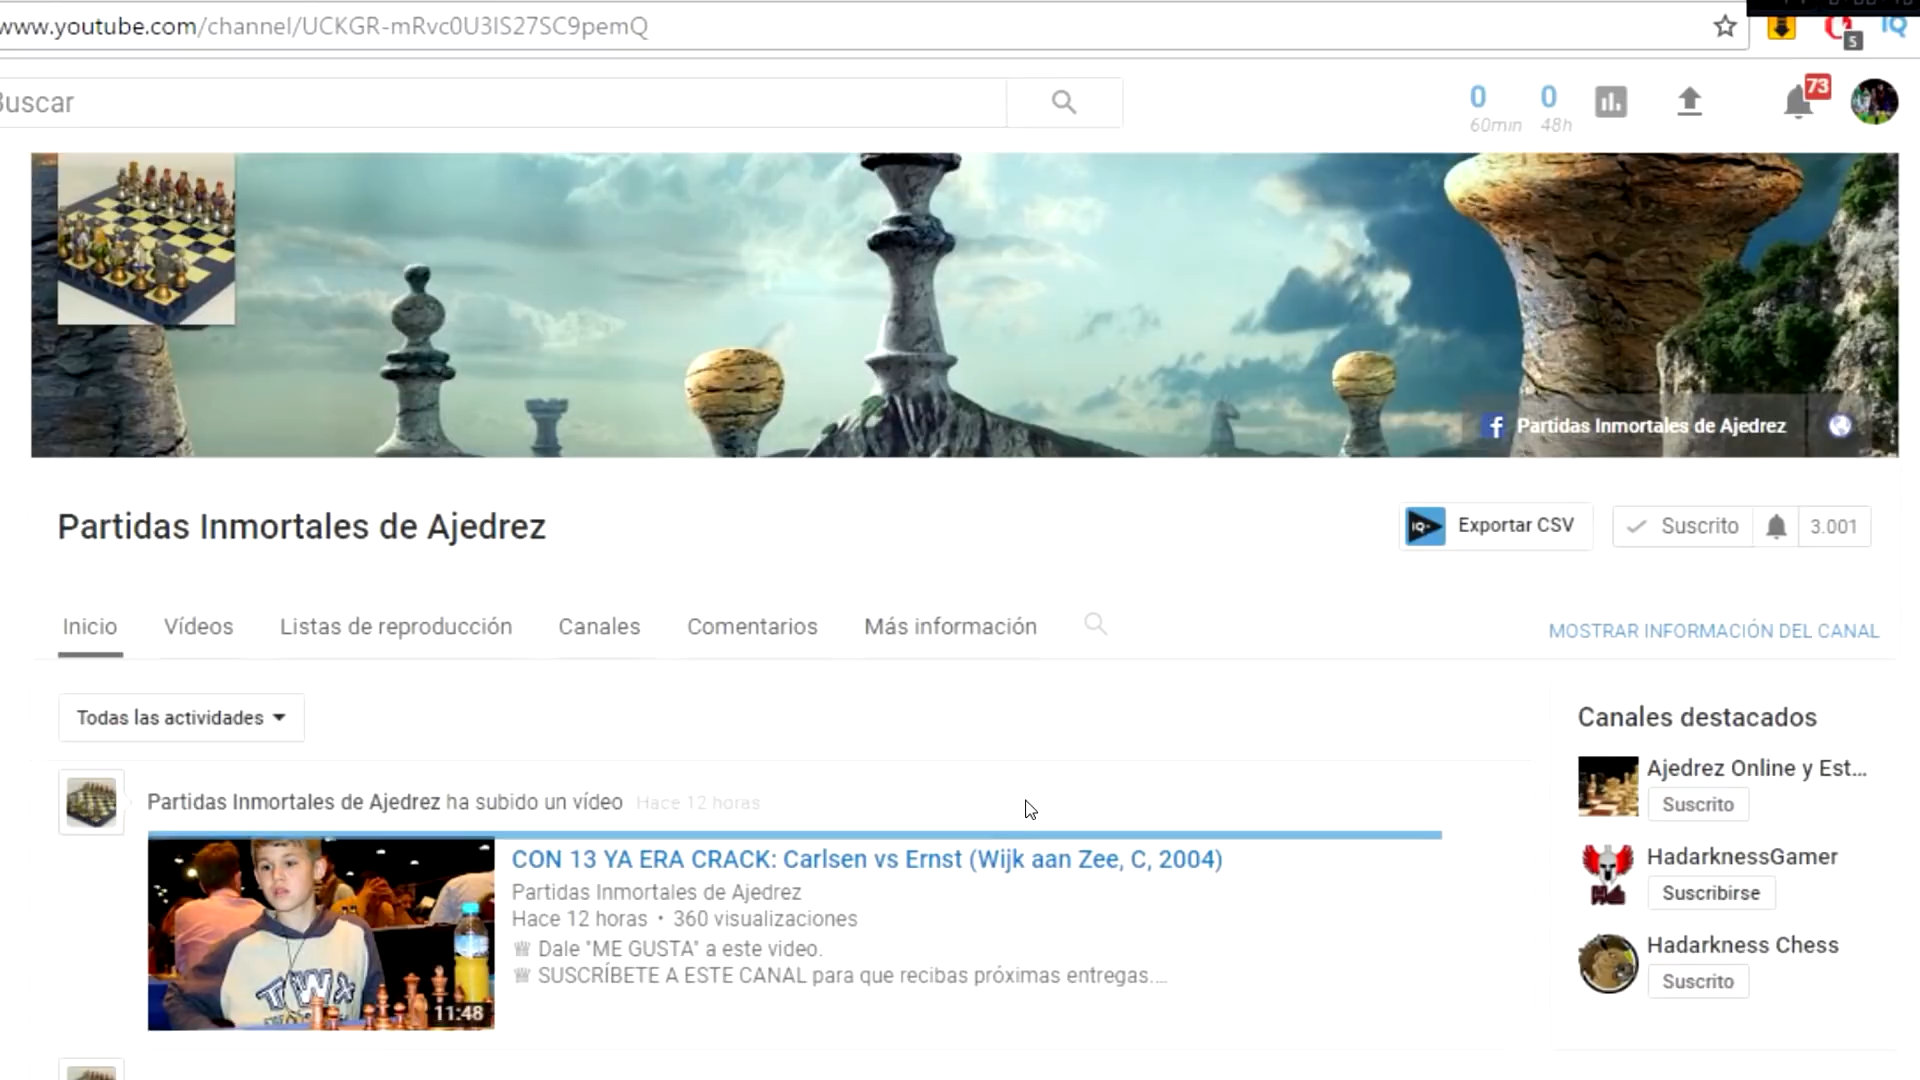 www.youtube.com/channel/UCKGR-mRvc0U3IS27SC9pemQ
S
IQ
Buscar
0 0
60min 48h
73
Partidas Inmortales de Ajedrez
Partidas Inmortales de Ajedrez
IQ
Exportar CSV
Suscrito
3.001
Inicio
Vídeos
Listas de reproducción
Canales
Comentarios
Más información
MOSTRAR INFORMACIÓN DEL CANAL
Todas las actividades
Partidas Inmortales de Ajedrez ha subido un vídeo Hace 12 horas
CON 13 YA ERA CRACK: Carlsen vs Ernst (Wijk aan Zee, C, 2004)
Partidas Inmortales de Ajedrez
Hace 12 horas • 360 visualizaciones
♕ Dale "ME GUSTA" a este video.
♕ SUSCRÍBETE A ESTE CANAL para que recibas próximas entregas....
TWX
11:48
Canales destacados
Ajedrez Online y Est...
Suscrito
HadarknessGamer
Suscribirse
Hadarkness Chess
Suscrito